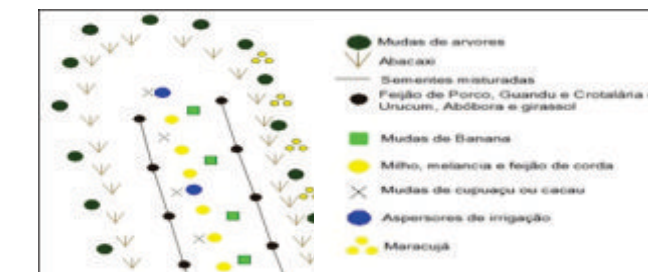 Mudas de arvores
Abacaxi
Sementes misturadas
Feijão de Porco, Guandu e Crotalária e
Urucum, Abóbora e girassol
Mudas de Banana
Milho, melancia e feijão de corda
Mudas de cupuaçu ou cacau
Aspersores de irrigação
Maracujá